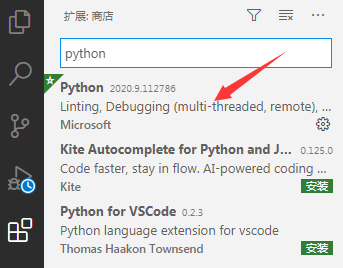 扩展: 商店
python
Python 2020.9.112786
Linting, Debugging (multi-threaded, remote), ...
Microsoft
Kite Autocomplete for Python and J... 0.125.0
Code faster, stay in flow. AI-powered coding ...
Kite 安装
Python for VSCode 0.2.3
Python language extension for vscode
Thomas Haakon Townsend 安装